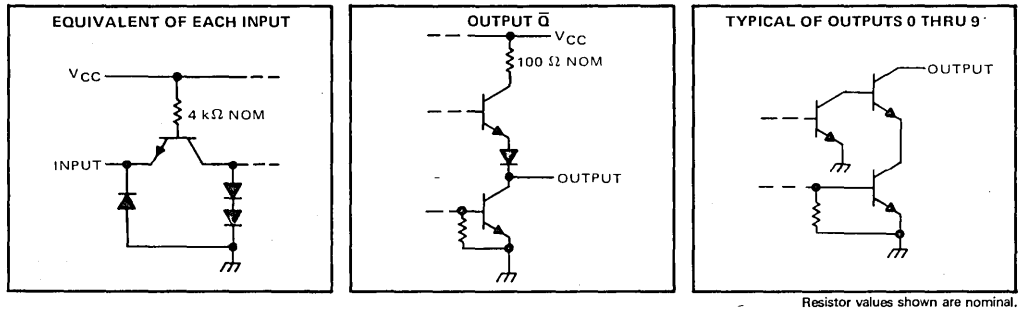 EQUIVALENT OF EACH INPUT
VCC
4 kΩ NOM
INPUT
OUTPUT Q̄
VCC
100 Ω NOM
OUTPUT
TYPICAL OF OUTPUTS 0 THRU 9
OUTPUT
Resistor values shown are nominal.